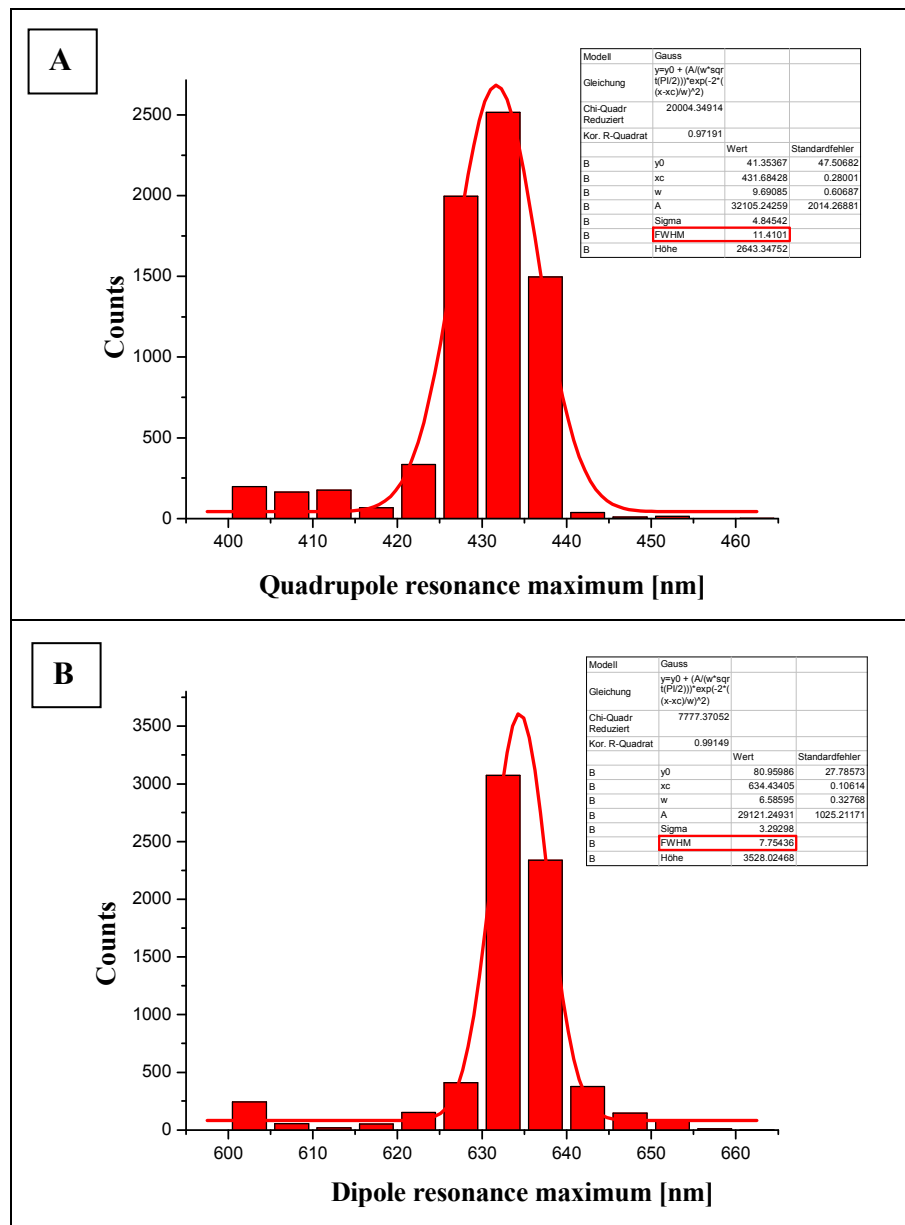 A
Modell Gauss
Gleichung y=y0 + (A/(w*sqr
t(PI/2)))*exp(-2*(
(x-xc)/w)^2)
Chi-Quadr
Reduziert 20004.34914
Kor. R-Quadrat 0.97191
Wert Standardfehler
B y0 41.35367 47.50682
B xc 431.68428 0.28001
B w 9.69085 0.60687
B A 32105.24259 2014.26881
B Sigma 4.84542
B FWHM 11.4101
B Höhe 2643.34752
2500
2000
1500
1000
500
0
Counts
400 410 420 430 440 450 460
Quadrupole resonance maximum [nm]
B
Modell Gauss
Gleichung y=y0 + (A/(w*sqr
t(PI/2)))*exp(-2*(
(x-xc)/w)^2)
Chi-Quadr
Reduziert 7777.37052
Kor. R-Quadrat 0.99149
Wert Standardfehler
B y0 80.95986 27.78573
B xc 634.43405 0.10614
B w 6.58595 0.32768
B A 29121.24931 1025.21171
B Sigma 3.29298
B FWHM 7.75436
B Höhe 3528.02468
3500
3000
2500
2000
1500
1000
500
0
Counts
600 610 620 630 640 650 660
Dipole resonance maximum [nm]